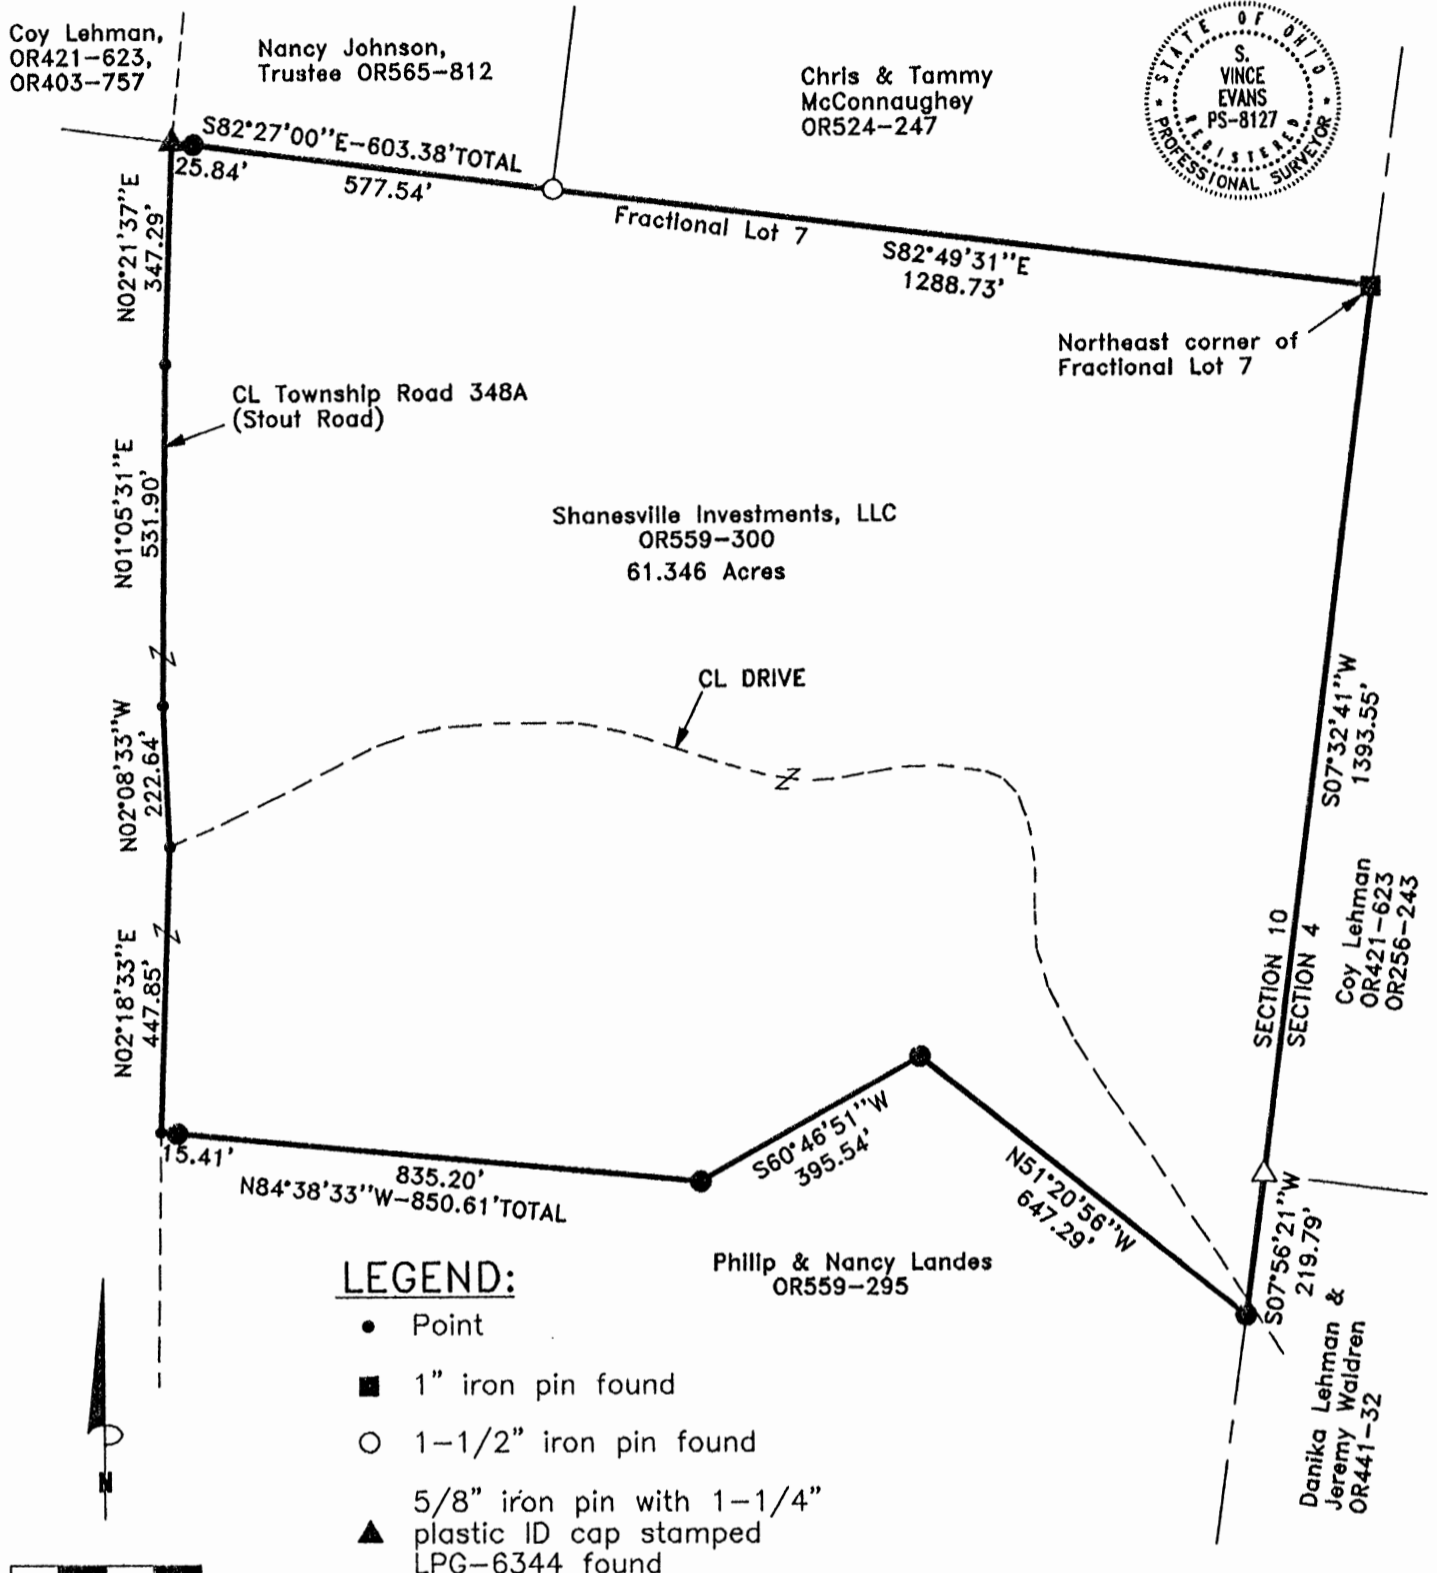 Coy Lehman,
OR421-623,
OR403-757
Nancy Johnson,
Trustee OR565-812
Chris & Tammy
McConnaughey
OR524-247
STATE OF OHIO
S.
VINCE
EVANS
PS-8127
REGISTERED
* PROFESSIONAL SURVEYOR *
S82°27'00"E-603.38'TOTAL
25.84'
577.54'
Fractional Lot 7
S82°49'31"E
1288.73'
Northeast corner of
Fractional Lot 7
N02°21'37"E
347.29'
CL Township Road 348A
(Stout Road)
N01°05'31"E
531.90'
Shanesville Investments, LLC
OR559-300
61.346 Acres
CL DRIVE
S07°32'41"W
1393.55'
N02°08'33"W
222.64'
Coy Lehman
OR421-623
OR256-243
SECTION 10
SECTION 4
N02°18'33"E
447.85'
15.41'
835.20'
N84°38'33"W-850.61'TOTAL
S60°46'51"W
395.54'
N51°20'56"W
647.29'
S07°56'21"W
219.79'
Philip & Nancy Landes
OR559-295
Danika Lehman &
Jeremy Waldren
OR441-32
LEGEND:
Point
1" iron pin found
1-1/2" iron pin found
5/8" iron pin with 1-1/4"
plastic ID cap stamped
LPG-6344 found
N